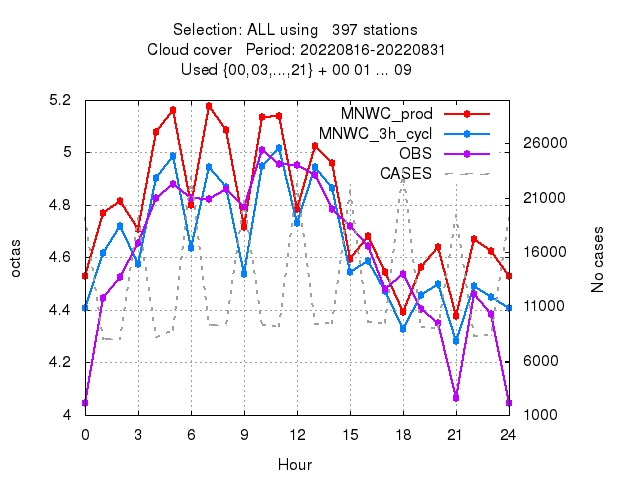 Selection: ALL using   397 stations
Cloud cover   Period: 20220816-20220831
Used {00,03,...,21} + 00 01 ... 09
5.2
5
4.8
4.6
4.4
4.2
4
octas
MNWC_prod
MNWC_3h_cycl
OBS
CASES
26000
21000
16000
11000
6000
1000
No cases
0 3 6 9 12 15 18 21 24
Hour